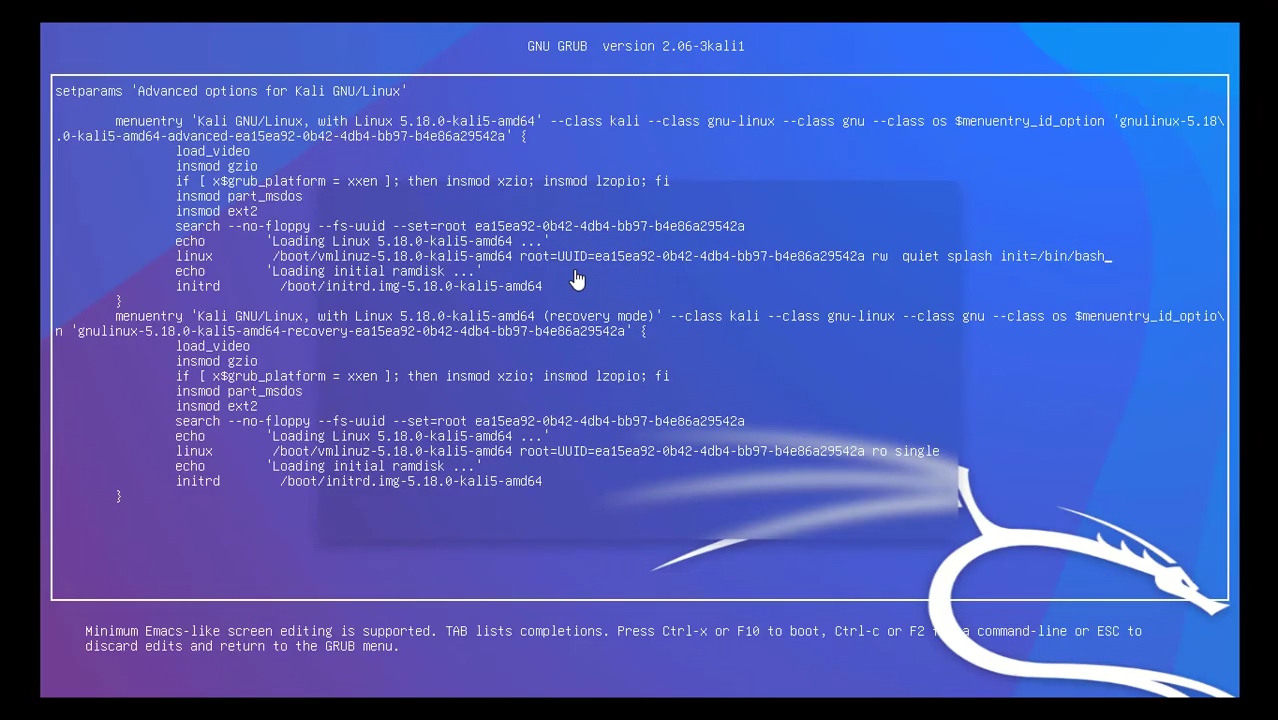 GNU GRUB  version 2.06-3kali1
setparams 'Advanced options for Kali GNU/Linux'
menuentry 'Kali GNU/Linux, with Linux 5.18.0-kali5-amd64' --class kali --class gnu-linux --class gnu --class os $menuentry_id_option 'gnulinux-5.18\
.0-kali5-amd64-advanced-ea15ea92-0b42-4db4-bb97-b4e86a29542a' {
load_video
insmod gzio
if [ x$grub_platform = xxen ]; then insmod xzio; insmod lzopio; fi
insmod part_msdos
insmod ext2
search --no-floppy --fs-uuid --set=root ea15ea92-0b42-4db4-bb97-b4e86a29542a
echo 'Loading Linux 5.18.0-kali5-amd64 ...'
linux /boot/vmlinuz-5.18.0-kali5-amd64 root=UUID=ea15ea92-0b42-4db4-bb97-b4e86a29542a rw  quiet splash init=/bin/bash_
echo 'Loading initial ramdisk ...'
initrd /boot/initrd.img-5.18.0-kali5-amd64
}
menuentry 'Kali GNU/Linux, with Linux 5.18.0-kali5-amd64 (recovery mode)' --class kali --class gnu-linux --class gnu --class os $menuentry_id_optio\
n 'gnulinux-5.18.0-kali5-amd64-recovery-ea15ea92-0b42-4db4-bb97-b4e86a29542a' {
load_video
insmod gzio
if [ x$grub_platform = xxen ]; then insmod xzio; insmod lzopio; fi
insmod part_msdos
insmod ext2
search --no-floppy --fs-uuid --set=root ea15ea92-0b42-4db4-bb97-b4e86a29542a
echo 'Loading Linux 5.18.0-kali5-amd64 ...'
linux /boot/vmlinuz-5.18.0-kali5-amd64 root=UUID=ea15ea92-0b42-4db4-bb97-b4e86a29542a ro single
echo 'Loading initial ramdisk ...'
initrd /boot/initrd.img-5.18.0-kali5-amd64
}
Minimum Emacs-like screen editing is supported. TAB lists completions. Press Ctrl-x or F10 to boot, Ctrl-c or F2 a command-line or ESC to
discard edits and return to the GRUB menu.